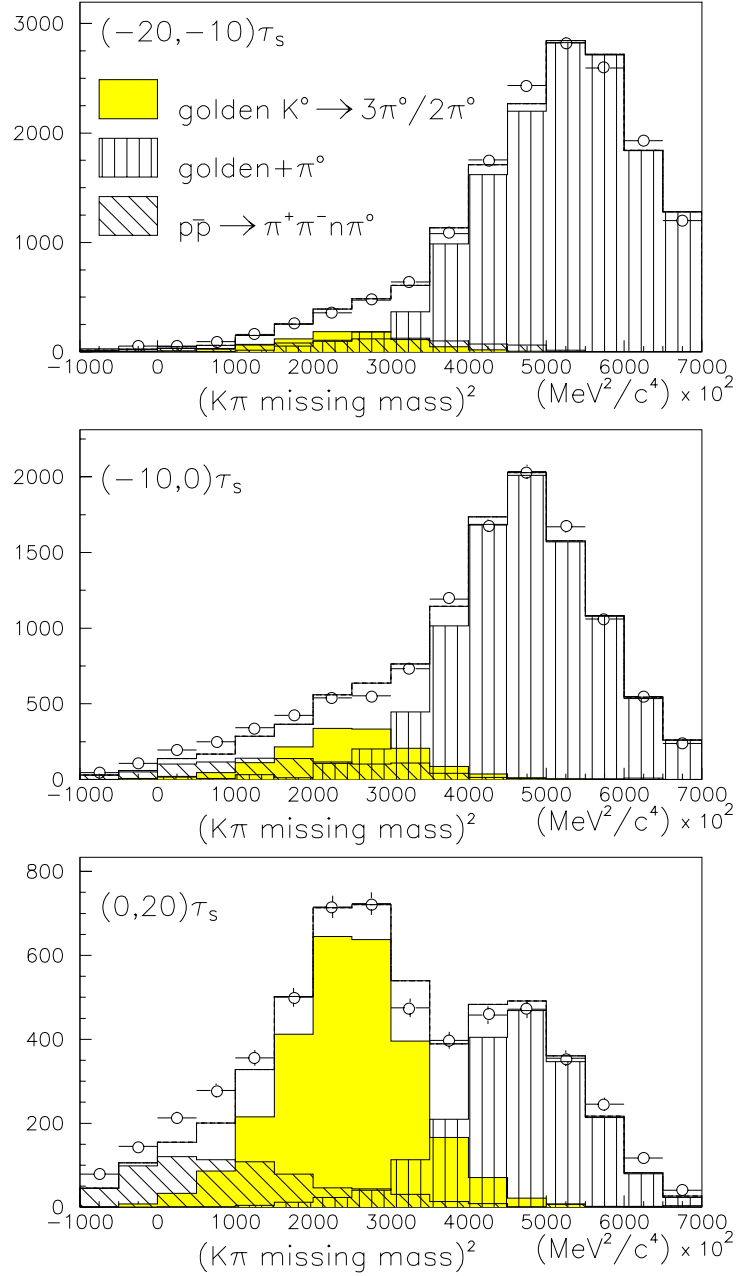 (−20,−10)τₛ
golden K° → 3π°/2π°
golden+π°
pp̄ → π⁺π⁻nπ°
3000
2000
1000
0
−1000 0 1000 2000 3000 4000 5000 6000 7000
(Kπ missing mass)² (MeV²/c⁴) × 10²
(−10,0)τₛ
2000
1500
1000
500
0
−1000 0 1000 2000 3000 4000 5000 6000 7000
(Kπ missing mass)² (MeV²/c⁴) × 10²
(0,20)τₛ
800
600
400
200
0
−1000 0 1000 2000 3000 4000 5000 6000 7000
(Kπ missing mass)² (MeV²/c⁴) × 10²